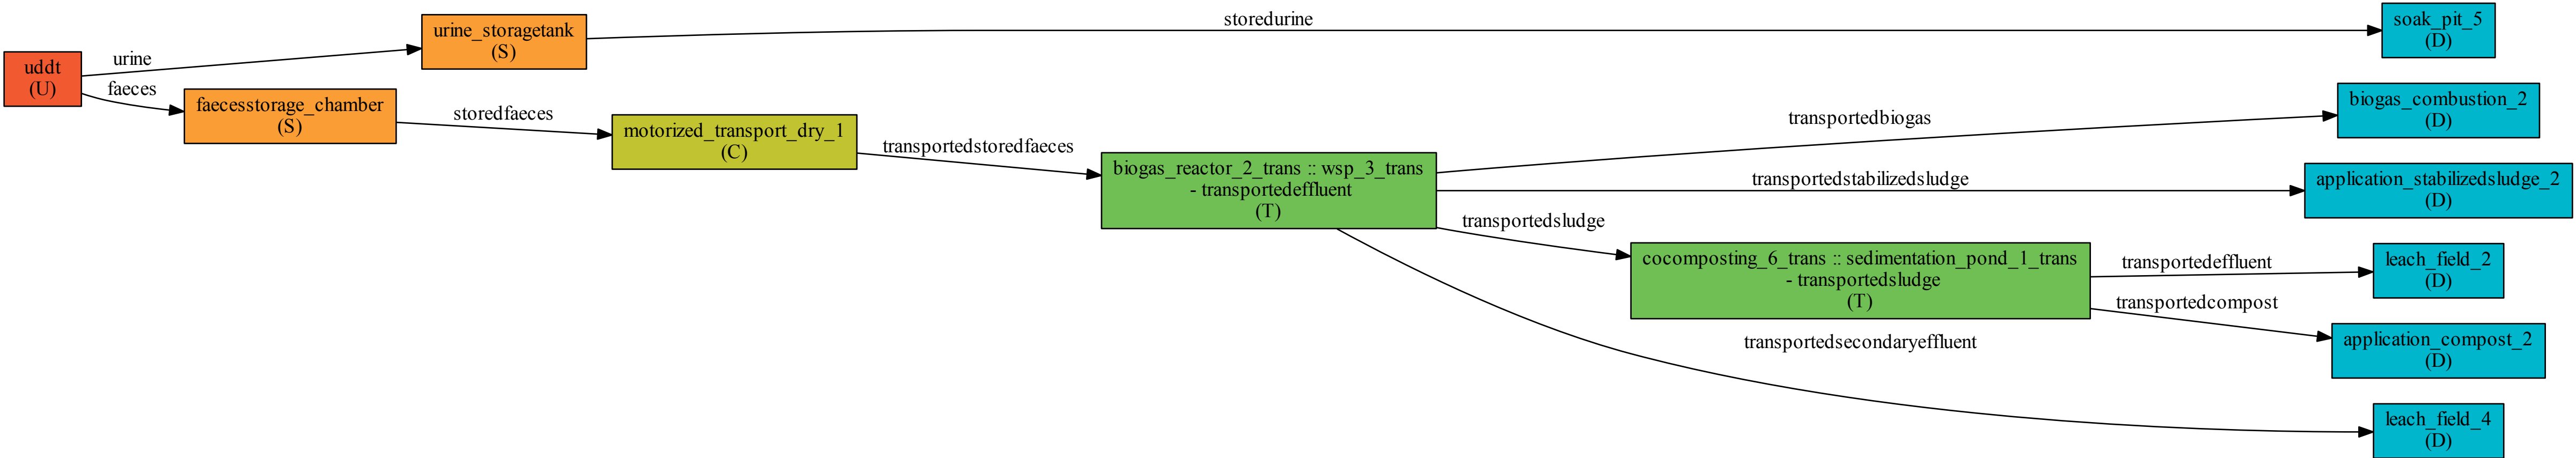 uddt
(U)
urine
faeces
urine_storagetank
(S)
faecesstorage_chamber
(S)
storedurine
storedfaeces
motorized_transport_dry_1
(C)
transportedstoredfaeces
biogas_reactor_2_trans :: wsp_3_trans
- transportedeffluent
(T)
transportedbiogas
transportedstabilizedsludge
transportedsludge
transportedsecondaryeffluent
cocomposting_6_trans :: sedimentation_pond_1_trans
- transportedsludge
(T)
transportedeffluent
transportedcompost
soak_pit_5
(D)
biogas_combustion_2
(D)
application_stabilizedsludge_2
(D)
leach_field_2
(D)
application_compost_2
(D)
leach_field_4
(D)